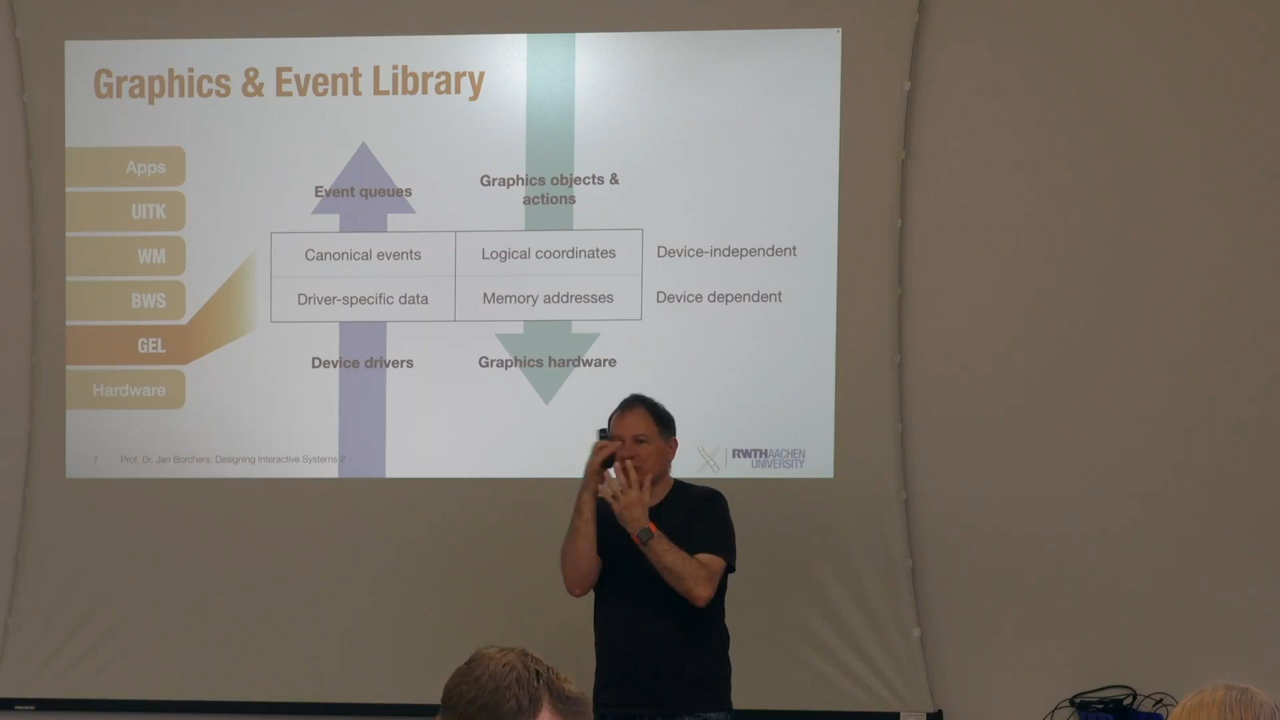 Graphics & Event Library
Apps
UITK
WM
BWS
GEL
Hardware
Event queues
Graphics objects &
actions
Canonical events
Logical coordinates
Device-independent
Driver-specific data
Memory addresses
Device dependent
Device drivers
Graphics hardware
7
Prof. Dr. Jan Borchers: Designing Interactive Systems 2
RWTHAACHEN
UNIVERSITY